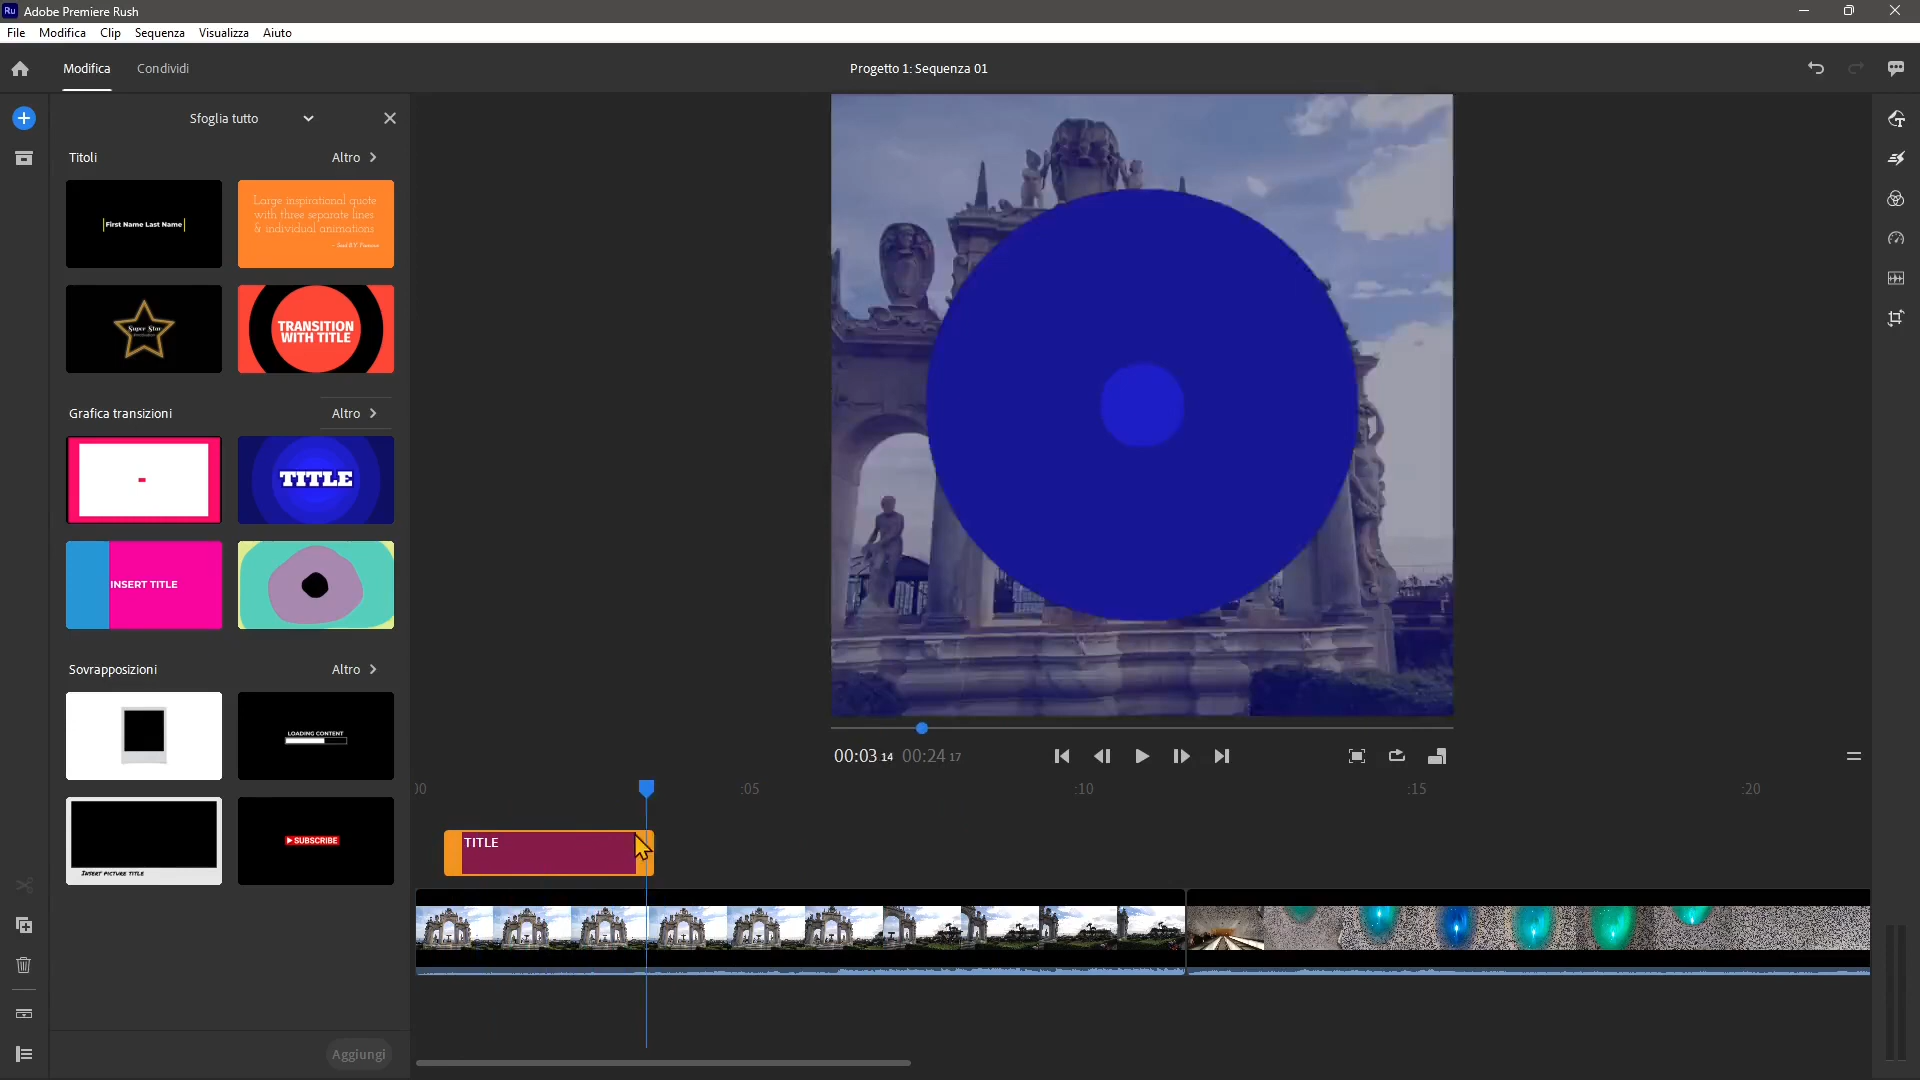 Ru Adobe Premiere Rush
File Modifica Clip Sequenza Visualizza Aiuto
Modifica Condividi
Progetto 1: Sequenza 01
Sfoglia tutto
Titoli
Altro
First Name Last Name
Large inspirational quote
with three separate lines
& individual animations
Super Star
TRANSITION
WITH TITLE
Grafica transizioni
Altro
TITLE
INSERT TITLE
Sovrapposizioni
Altro
LOADING CONTENT
INSERT PICTURE TITLE
SUBSCRIBE
Aggiungi
00:03 14 00:24 17
00 :05 :10 :15 :20
TITLE